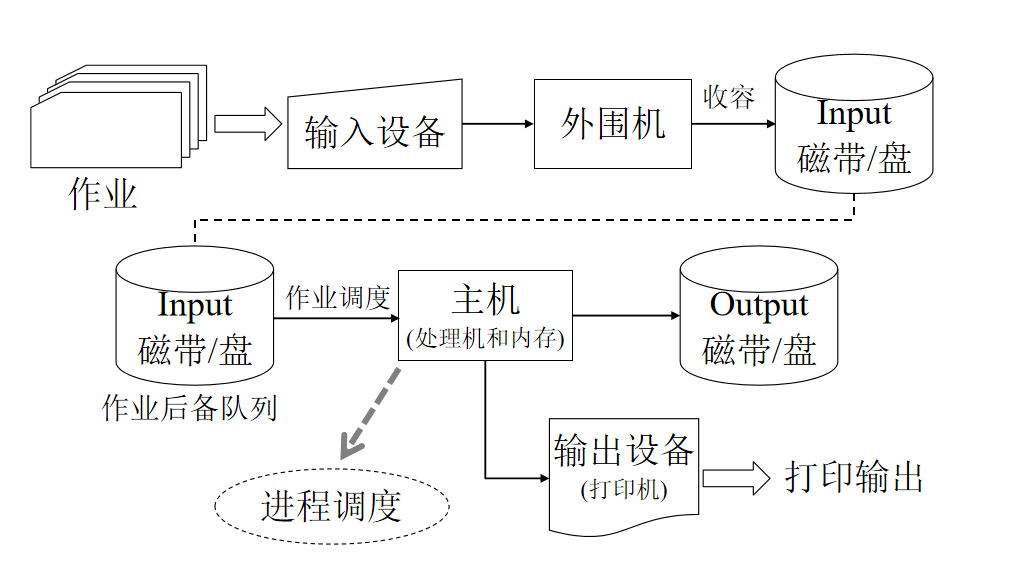 作业
输入设备
外围机
收容
Input
磁带/盘
Input
磁带/盘
作业后备队列
作业调度
主机
(处理机和内存)
Output
磁带/盘
进程调度
输出设备
(打印机)
打印输出